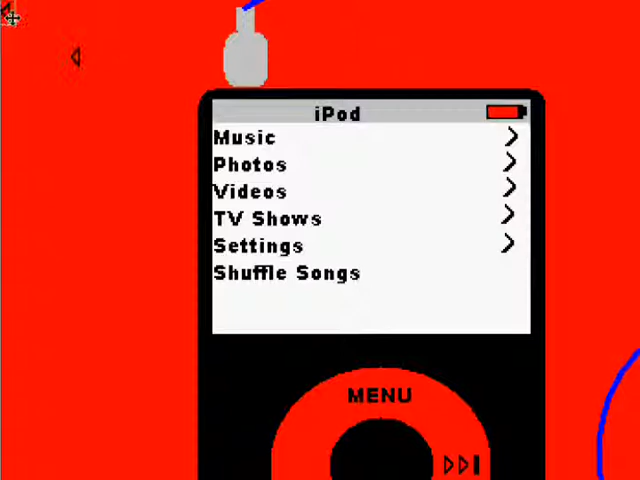 iPod
Music
Photos
Videos
TV Shows
Settings
Shuffle Songs
MENU